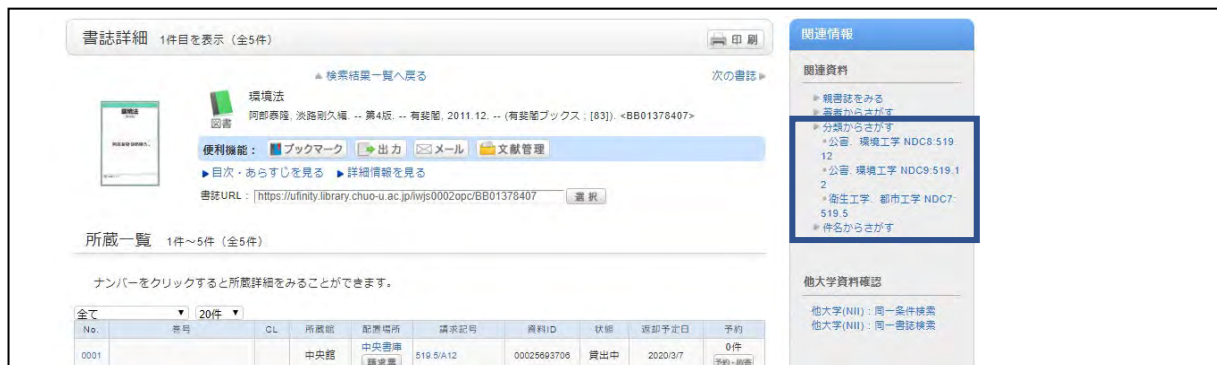 書誌詳細 1件目を表示（全5件）
印刷
検索結果一覧へ戻る
次の書誌
環境法
図書
阿部泰隆, 淡路剛久編. -- 第4版. -- 有斐閣, 2011.12. -- (有斐閣ブックス ; [83]). <BB01378407>
便利機能： ブックマーク 出力 メール 文献管理
目次・あらすじを見る 詳細情報を見る
書誌URL： https://ufinity.library.chuo-u.ac.jp/iwjs0002opc/BB01378407 選択
所蔵一覧 1件～5件（全5件）
ナンバーをクリックすると所蔵詳細をみることができます。
全て 20件
No. 巻号 CL 所蔵館 配置場所 請求記号 資料ID 状態 返却予定日 予約
0001 中央館 中央書庫 519.5/A12 00025693706 貸出中 2020/3/7 0件
請求票
予約・取寄
関連情報
関連資料
親書誌をみる
著者からさがす
分類からさがす
公害. 環境工学 NDC8:519.
12
公害. 環境工学 NDC9:519.1
2
衛生工学. 都市工学 NDC7:
519.5
件名からさがす
他大学資料確認
他大学(NII)：同一条件検索
他大学(NII)：同一書誌検索